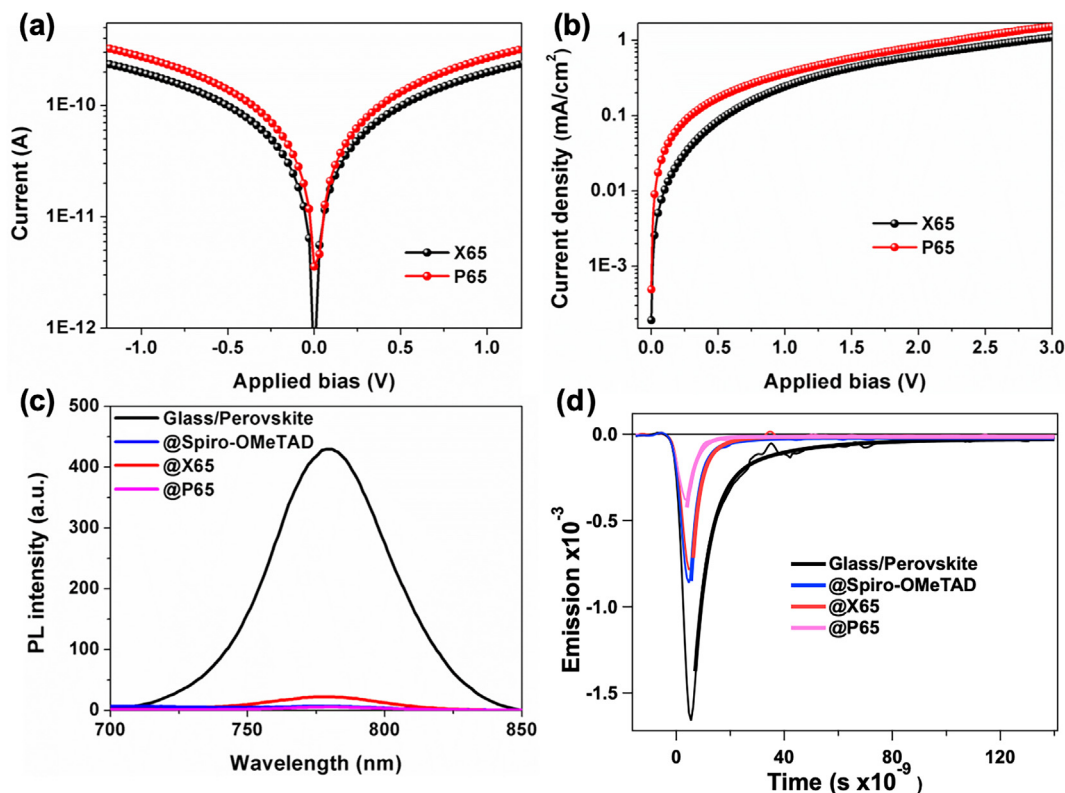 (a)
Current (A)
1E-10
1E-11
1E-12
X65
P65
-1.0
-0.5
0.0
0.5
1.0
Applied bias (V)
(b)
Current density (mA/cm²)
1
0.1
0.01
1E-3
X65
P65
0.0
0.5
1.0
1.5
2.0
2.5
3.0
Applied bias (V)
(c)
PL intensity (a.u.)
500
400
300
200
100
0
Glass/Perovskite
@Spiro-OMeTAD
@X65
@P65
700
750
800
850
Wavelength (nm)
(d)
Emission x10⁻³
0.0
-0.5
-1.0
-1.5
Glass/Perovskite
@Spiro-OMeTAD
@X65
@P65
0
40
80
120
Time (s x10⁻⁹)